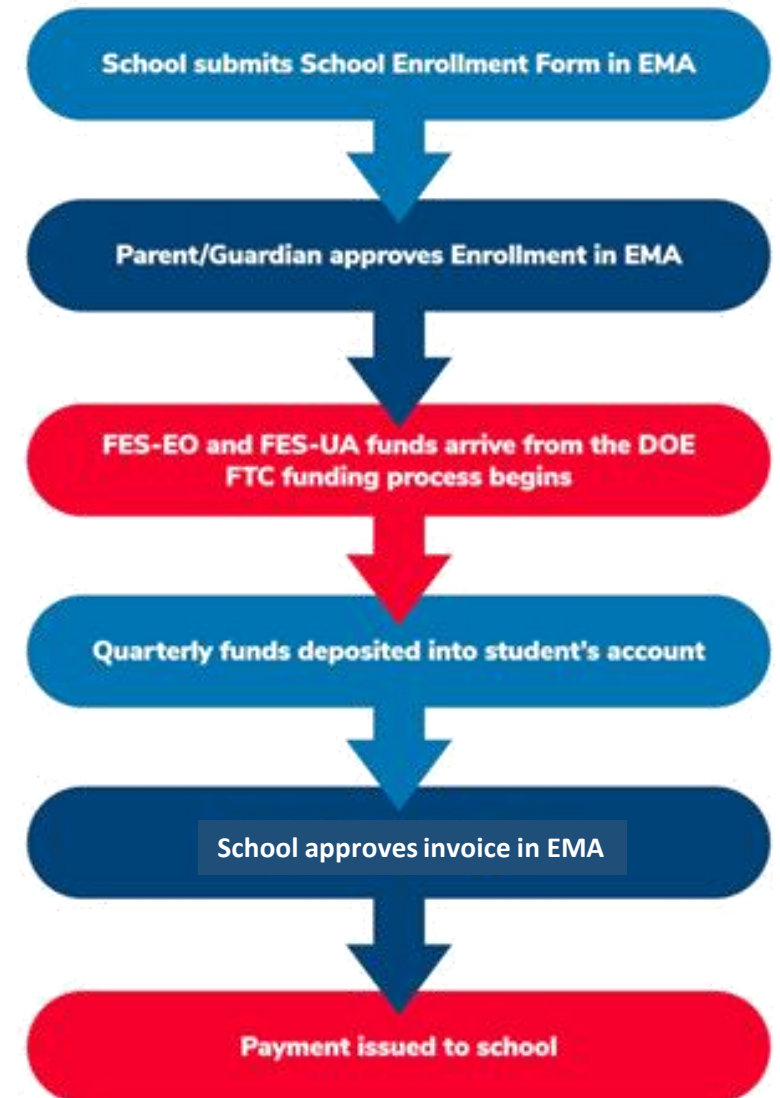 School submits School Enrollment Form in EMA
Parent/Guardian approves Enrollment in EMA
FES-EO and FES-UA funds arrive from the DOE
FTC funding process begins
Quarterly funds deposited into student's account
School approves invoice in EMA
Payment issued to school